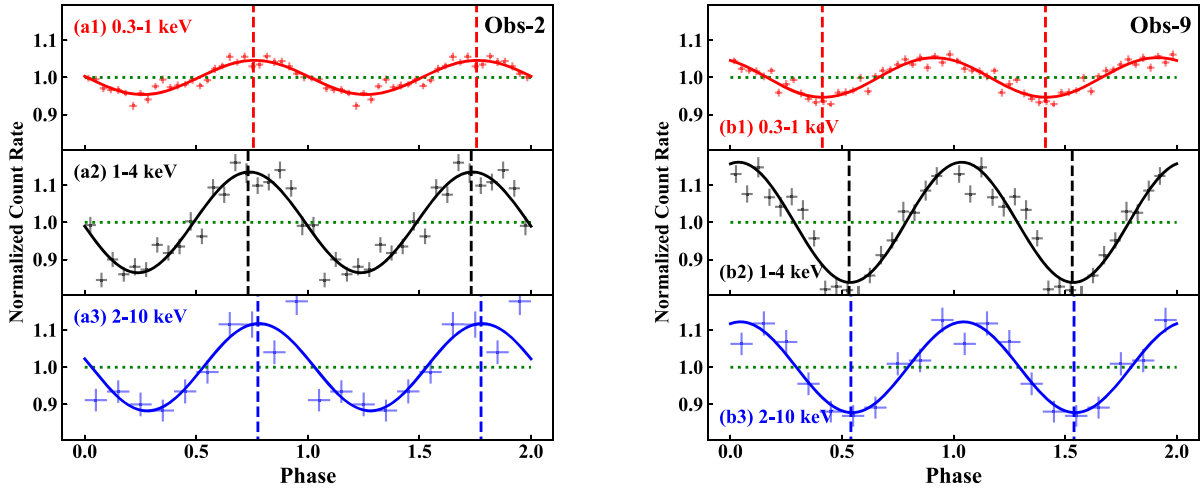 (a1) 0.3-1 keV
Obs-2
1.1
1.0
0.9
(a2) 1-4 keV
1.1
1.0
0.9
(a3) 2-10 keV
1.1
1.0
0.9
Normalized Count Rate
0.0 0.5 1.0 1.5 2.0
Phase
Obs-9
1.1
1.0
0.9
(b1) 0.3-1 keV
1.1
1.0
0.9
(b2) 1-4 keV
1.1
1.0
0.9
(b3) 2-10 keV
Normalized Count Rate
0.0 0.5 1.0 1.5 2.0
Phase